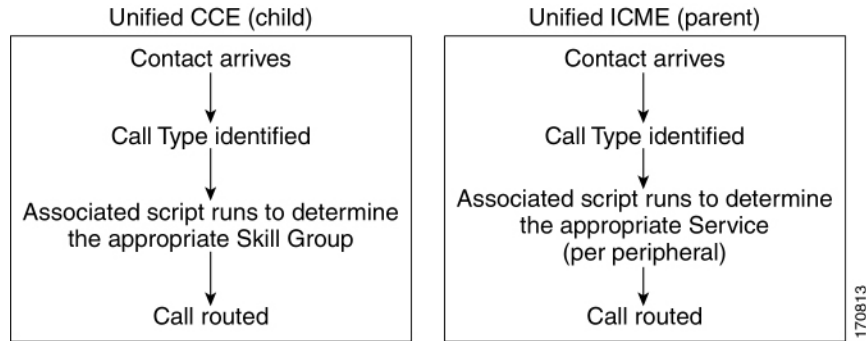 Unified CCE (child)
Contact arrives
Call Type identified
Associated script runs to determine
the appropriate Skill Group
Call routed
Unified ICME (parent)
Contact arrives
Call Type identified
Associated script runs to determine
the appropriate Service
(per peripheral)
Call routed
170813